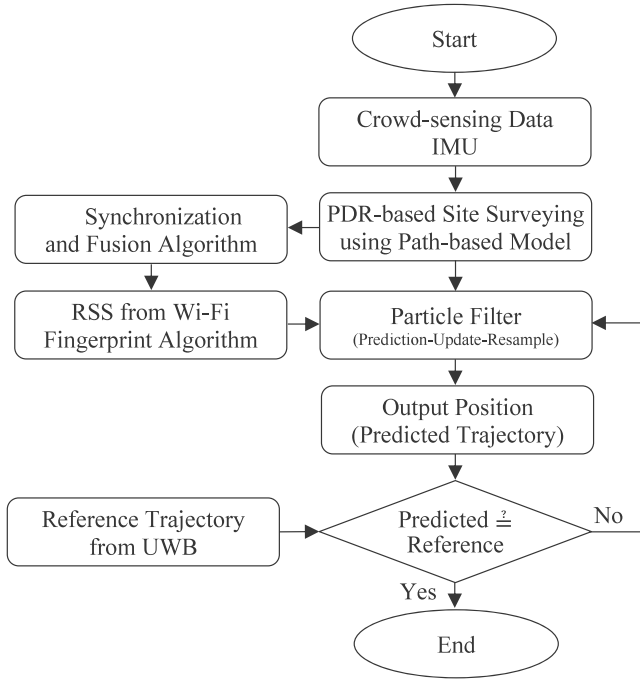 Start
Crowd-sensing Data
IMU
PDR-based Site Surveying
using Path-based Model
Synchronization
and Fusion Algorithm
RSS from Wi-Fi
Fingerprint Algorithm
Particle Filter
(Prediction-Update-Resample)
Output Position
(Predicted Trajectory)
Reference Trajectory
from UWB
Predicted ≟
Reference
No
Yes
End